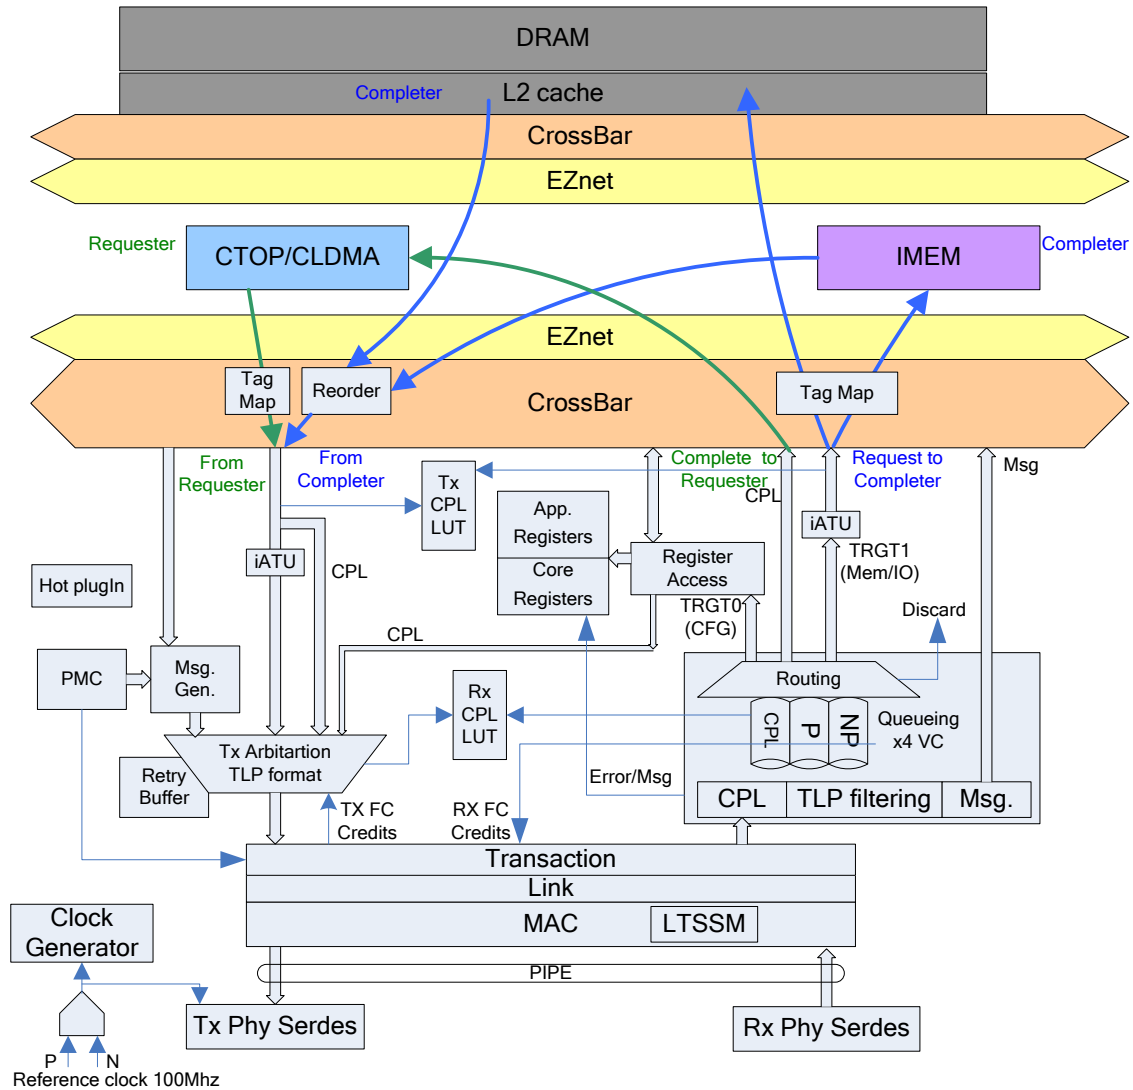 DRAM
Completer
L2 cache
CrossBar
EZnet
Requester
CTOP/CLDMA
IMEM
Completer
EZnet
Tag
Map
Reorder
Tag Map
CrossBar
From
Requester
From
Completer
Tx
CPL
LUT
Complete to
Requester
CPL
Request to
Completer
Msg
App.
Registers
Core
Registers
Register
Access
iATU
TRGT1
(Mem/IO)
iATU
CPL
Hot plugIn
TRGT0
(CFG)
Discard
CPL
PMC
Msg.
Gen.
Rx
CPL
LUT
Routing
CPL
P
NP
Queueing
x4 VC
Tx Arbitartion
TLP format
Retry
Buffer
Error/Msg
CPL
TLP filtering
Msg.
TX FC
Credits
RX FC
Credits
Transaction
Link
MAC
LTSSM
Clock
Generator
PIPE
Tx Phy Serdes
Rx Phy Serdes
P
N
Reference clock 100Mhz